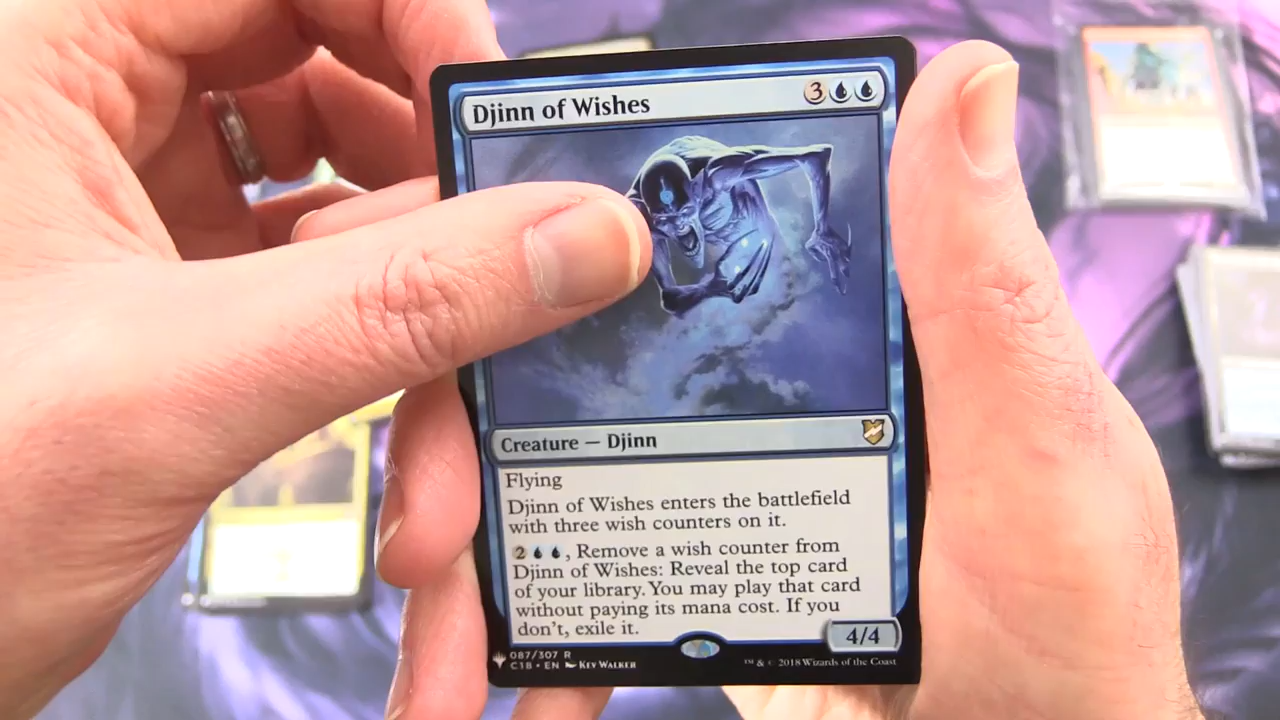 Djinn of Wishes 3
Creature — Djinn
Flying
Djinn of Wishes enters the battlefield
with three wish counters on it.
2, Remove a wish counter from
Djinn of Wishes: Reveal the top card
of your library. You may play that card
without paying its mana cost. If you
don't, exile it.
4/4
087/307 R
C18 • EN Kev Walker
™ & © 2018 Wizards of the Coast